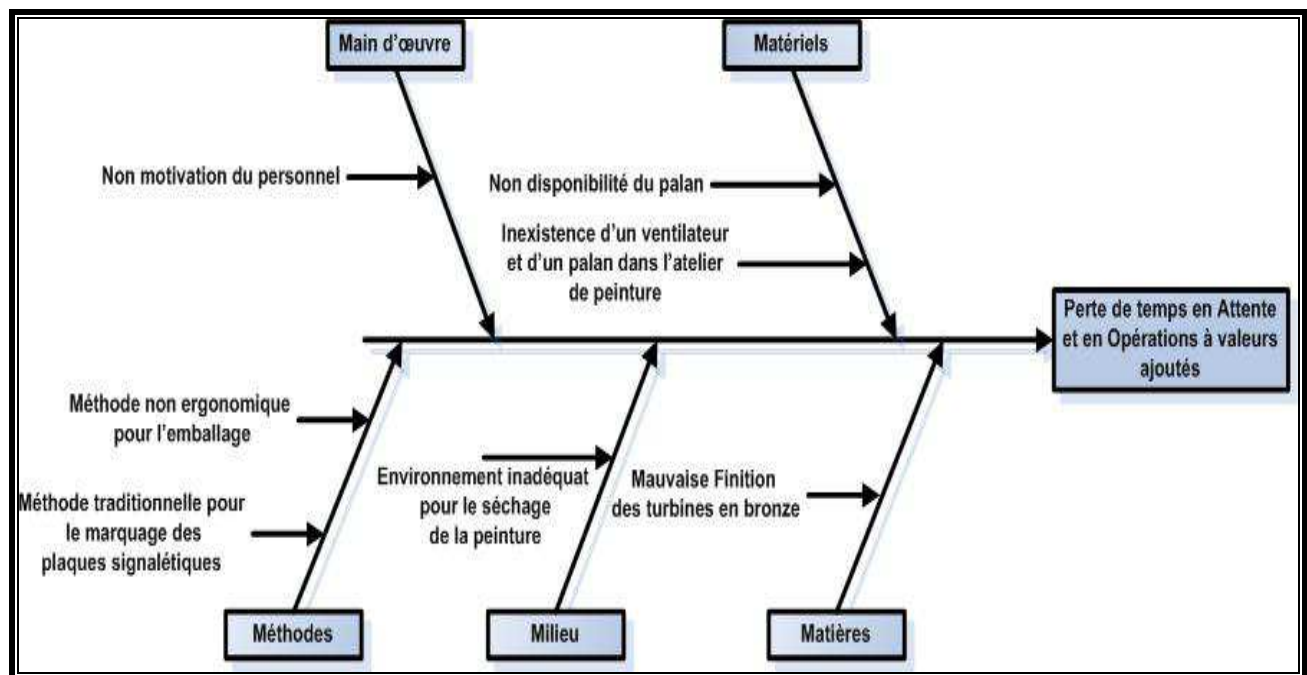 Main d'œuvre
Matériels
Non motivation du personnel
Non disponibilité du palan
Inexistence d'un ventilateur
et d'un palan dans l'atelier
de peinture
Perte de temps en Attente
et en Opérations à valeurs
ajoutés
Méthode non ergonomique
pour l'emballage
Méthode traditionnelle pour
le marquage des
plaques signalétiques
Environnement inadéquat
pour le séchage
de la peinture
Mauvaise Finition
des turbines en bronze
Méthodes
Milieu
Matières